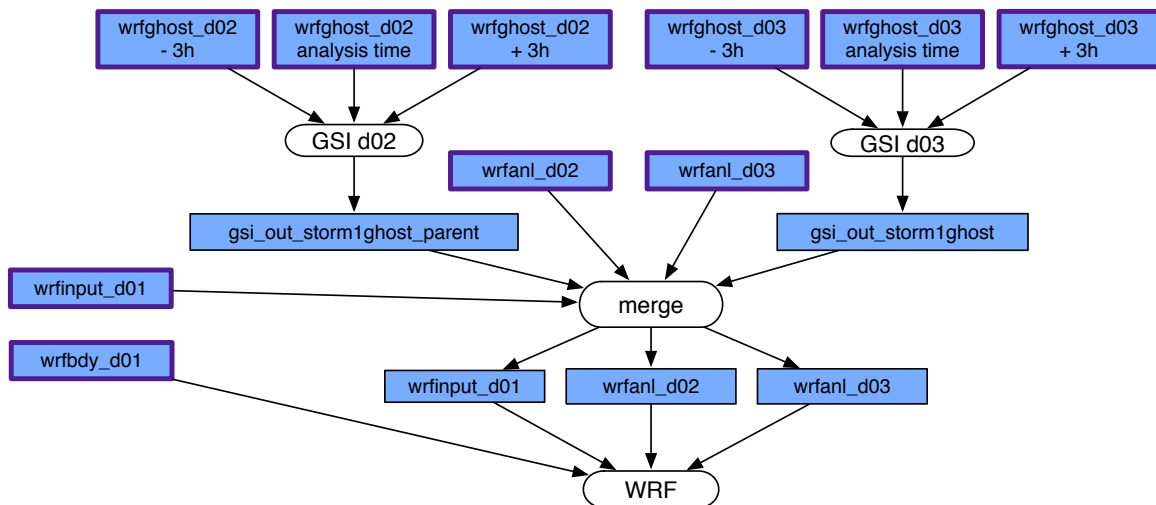 wrfghost_d02
- 3h
wrfghost_d02
analysis time
wrfghost_d02
+ 3h
wrfghost_d03
- 3h
wrfghost_d03
analysis time
wrfghost_d03
+ 3h
GSI d02
GSI d03
wrfanl_d02
wrfanl_d03
gsi_out_storm1ghost_parent
gsi_out_storm1ghost
wrfinput_d01
merge
wrfbdy_d01
wrfinput_d01
wrfanl_d02
wrfanl_d03
WRF